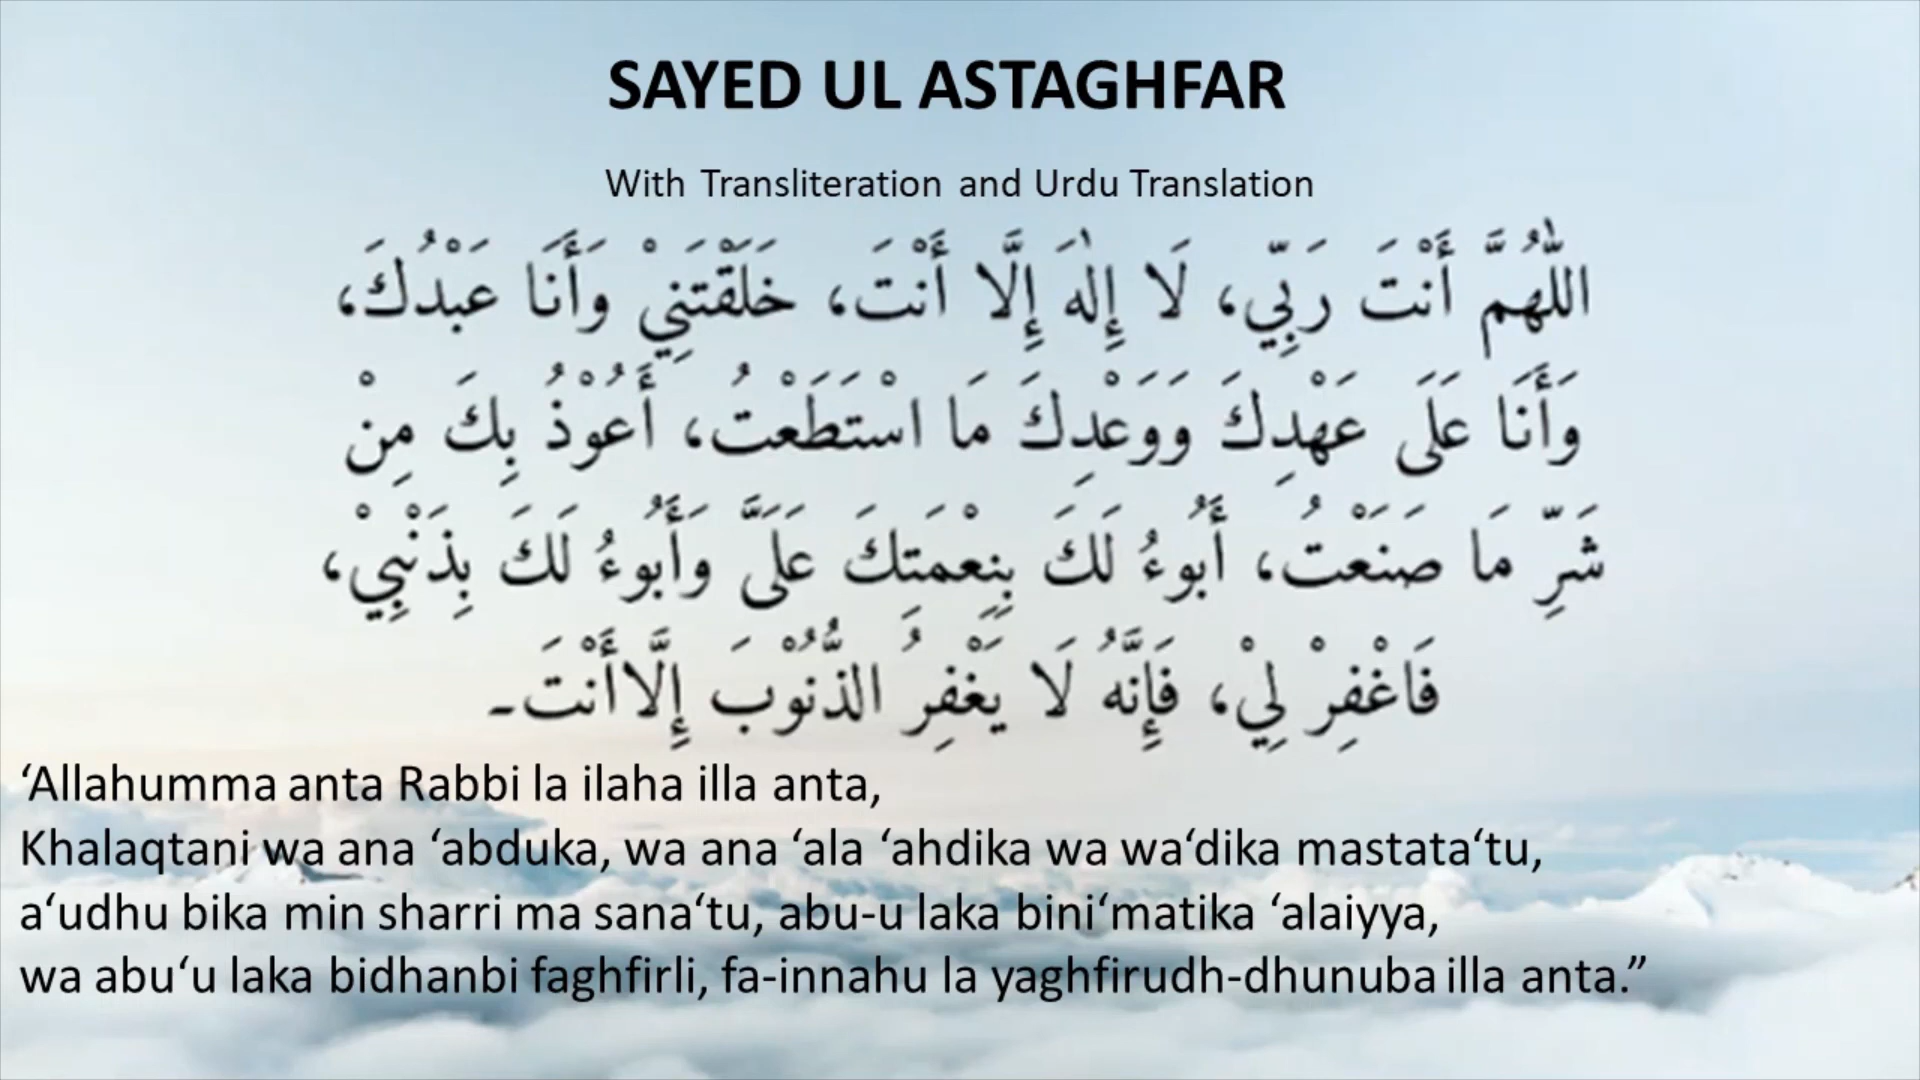 SAYED UL ASTAGHFAR
With Transliteration and Urdu Translation
اللّٰهُمَّ أَنْتَ رَبِّي، لَا إِلٰهَ إِلَّا أَنْتَ، خَلَقْتَنِيْ وَأَنَا عَبْدُكَ،
وَأَنَا عَلَى عَهْدِكَ وَوَعْدِكَ مَا اسْتَطَعْتُ، أَعُوْذُ بِكَ مِنْ
شَرِّ مَا صَنَعْتُ، أَبُوءُ لَكَ بِنِعْمَتِكَ عَلَىَّ وَأَبُوءُ لَكَ بِذَنْبِيْ،
فَاغْفِرْ لِيْ، فَإِنَّهُ لَا يَغْفِرُ الذُّنُوْبَ إِلَّا أَنْتَ۔
‘Allahumma anta Rabbi la ilaha illa anta,
Khalaqtani wa ana ‘abduka, wa ana ‘ala ‘ahdika wa wa‘dika mastata‘tu,
a‘udhu bika min sharri ma sana‘tu, abu-u laka bini‘matika ‘alaiyya,
wa abu‘u laka bidhanbi faghfirli, fa-innahu la yaghfirudh-dhunuba illa anta.”